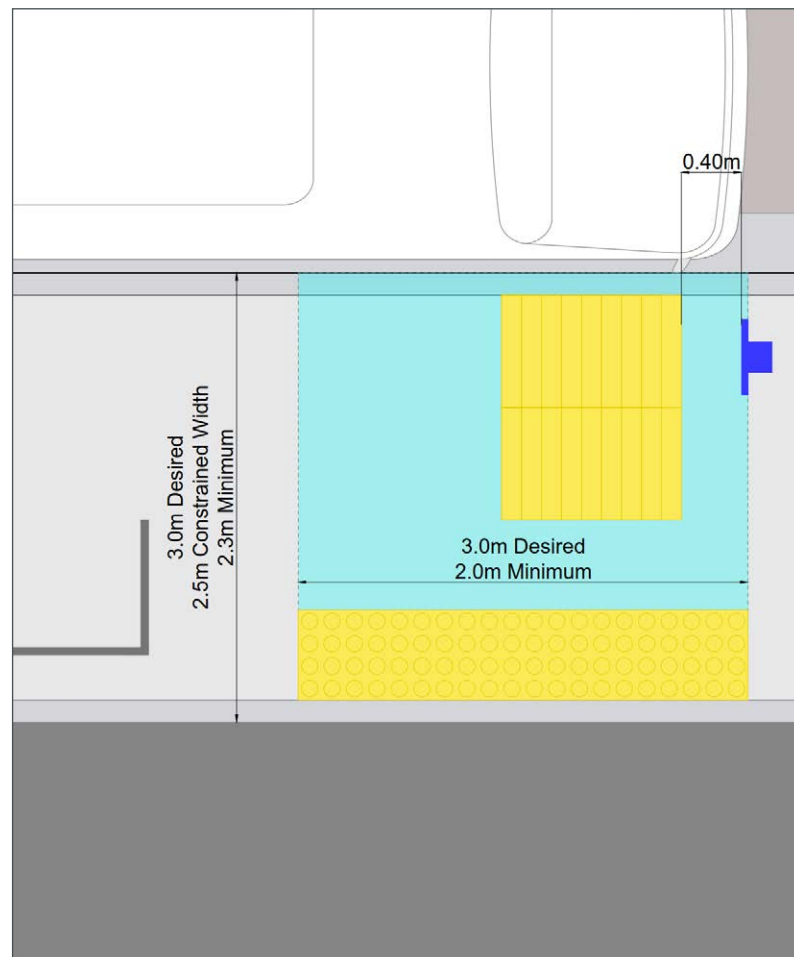 0.40m
3.0m Desired
2.5m Constrained Width
2.3m Minimum
3.0m Desired
2.0m Minimum